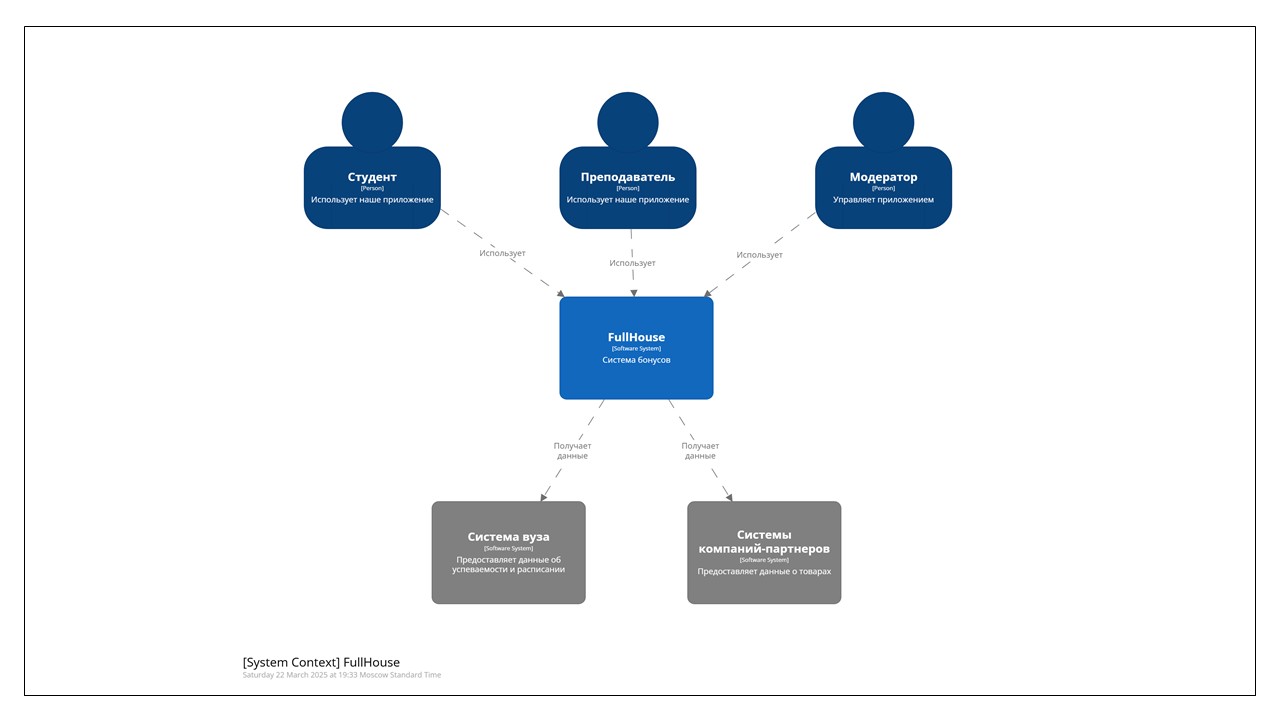 Студент
[Person]
Использует наше приложение
Преподаватель
[Person]
Использует наше приложение
Модератор
[Person]
Управляет приложением
Использует
Использует
Использует
FullHouse
[Software System]
Система бонусов
Получает
данные
Получает
данные
Система вуза
[Software System]
Предоставляет данные об
успеваемости и расписании
Системы
компаний-партнеров
[Software System]
Предоставляет данные о товарах
[System Context] FullHouse
Saturday 22 March 2025 at 19:33 Moscow Standard Time